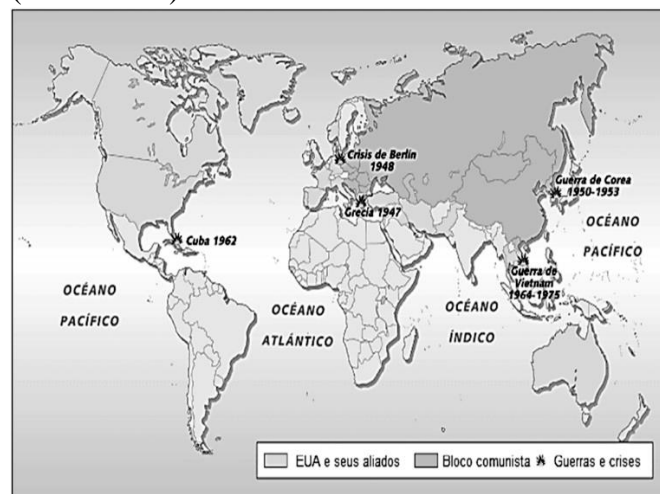 Crisis de Berlín
1948
Guerra de Corea
1950-1953
Grecia 1947
Cuba 1962
OCÉANO
PACÍFICO
Guerra de
Vietnam
1964-1975
OCÉANO
PACÍFICO
OCÉANO
ATLÁNTICO
OCÉANO
ÍNDICO
EUA e seus aliados
Bloco comunista
Guerras e crises